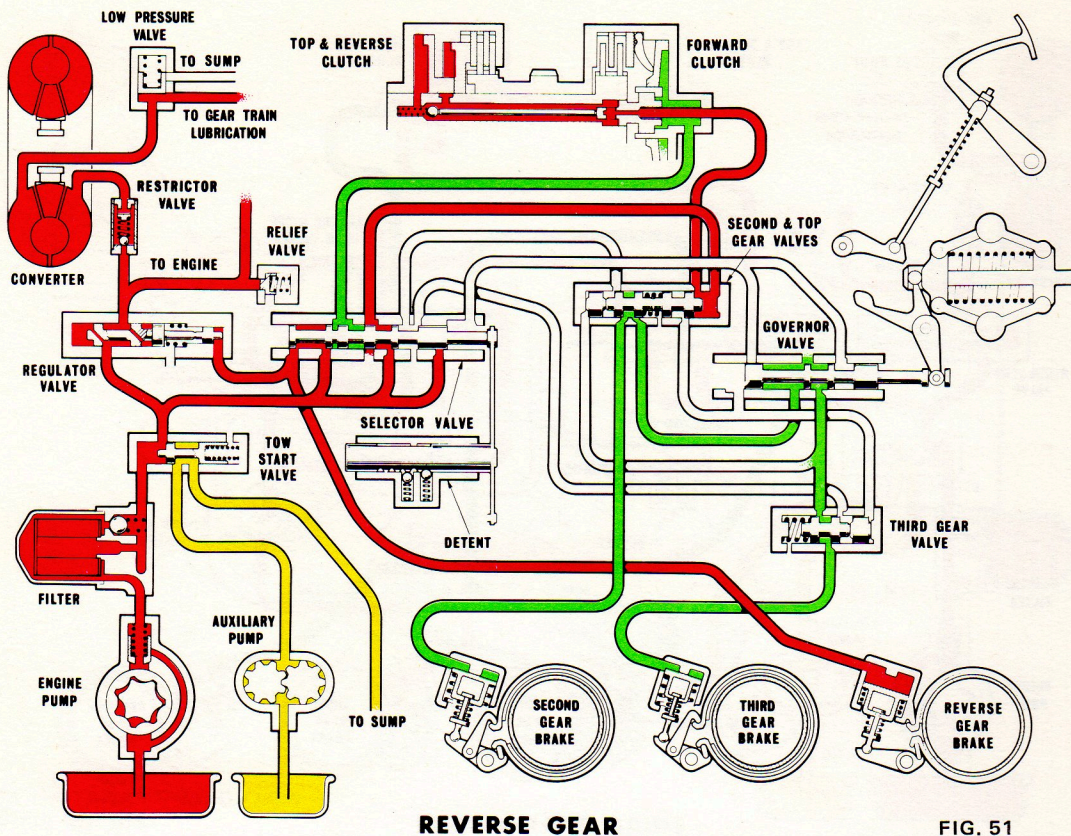 LOW PRESSURE
VALVE
TO SUMP
TO GEAR TRAIN
LUBRICATION
TOP & REVERSE
CLUTCH
FORWARD
CLUTCH
RESTRICTOR
VALVE
CONVERTER
TO ENGINE
RELIEF
VALVE
SECOND & TOP
GEAR VALVES
GOVERNOR
VALVE
REGULATOR
VALVE
SELECTOR VALVE
TOW
START
VALVE
DETENT
THIRD GEAR
VALVE
FILTER
AUXILIARY
PUMP
ENGINE
PUMP
TO SUMP
SECOND
GEAR
BRAKE
THIRD
GEAR
BRAKE
REVERSE
GEAR
BRAKE
REVERSE GEAR
FIG. 51